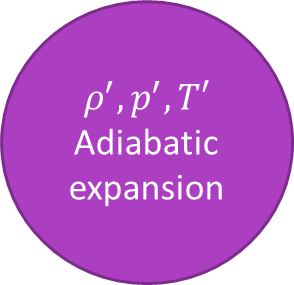 ρ′, p′, T′
Adiabatic
expansion